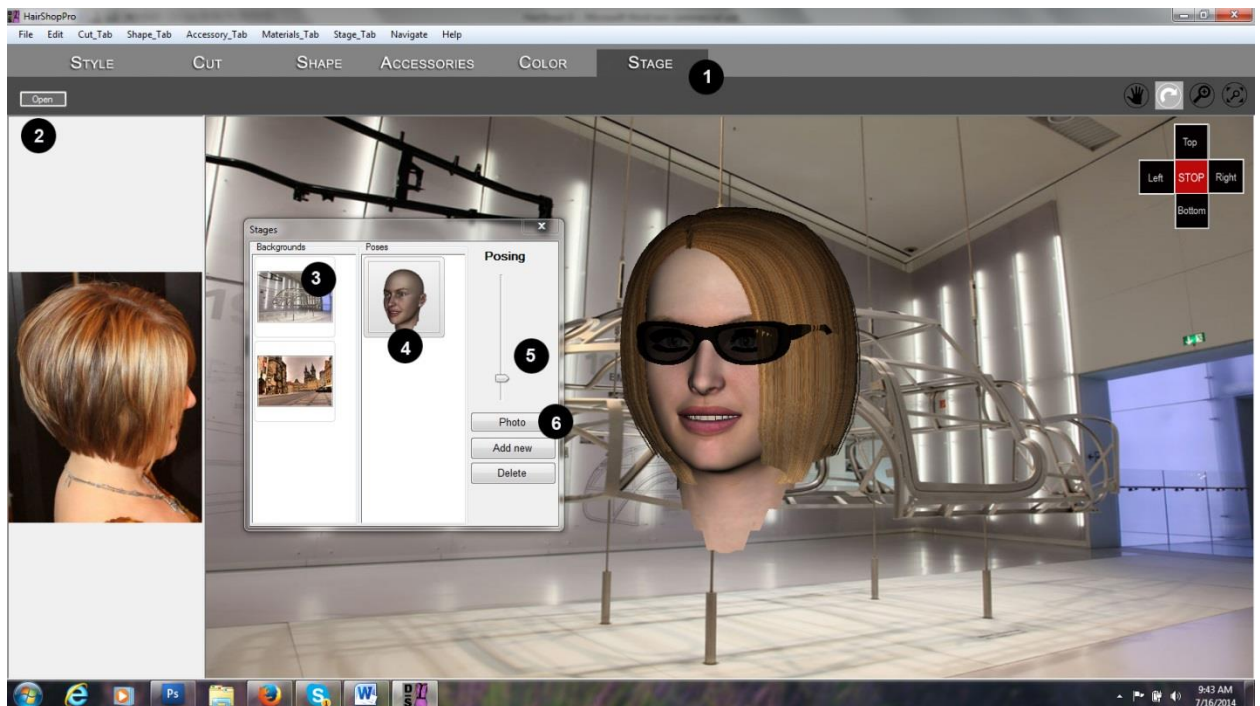 HairShopPro
File Edit Cut_Tab Shape_Tab Accessory_Tab Materials_Tab Stage_Tab Navigate Help
STYLE CUT SHAPE ACCESSORIES COLOR STAGE
1
Open
2
Top
Left STOP Right
Bottom
Stages
Backgrounds Poses
Posing
3
4
5
Photo 6
Add new
Delete
Ps
S
W
9:43 AM
7/16/2014